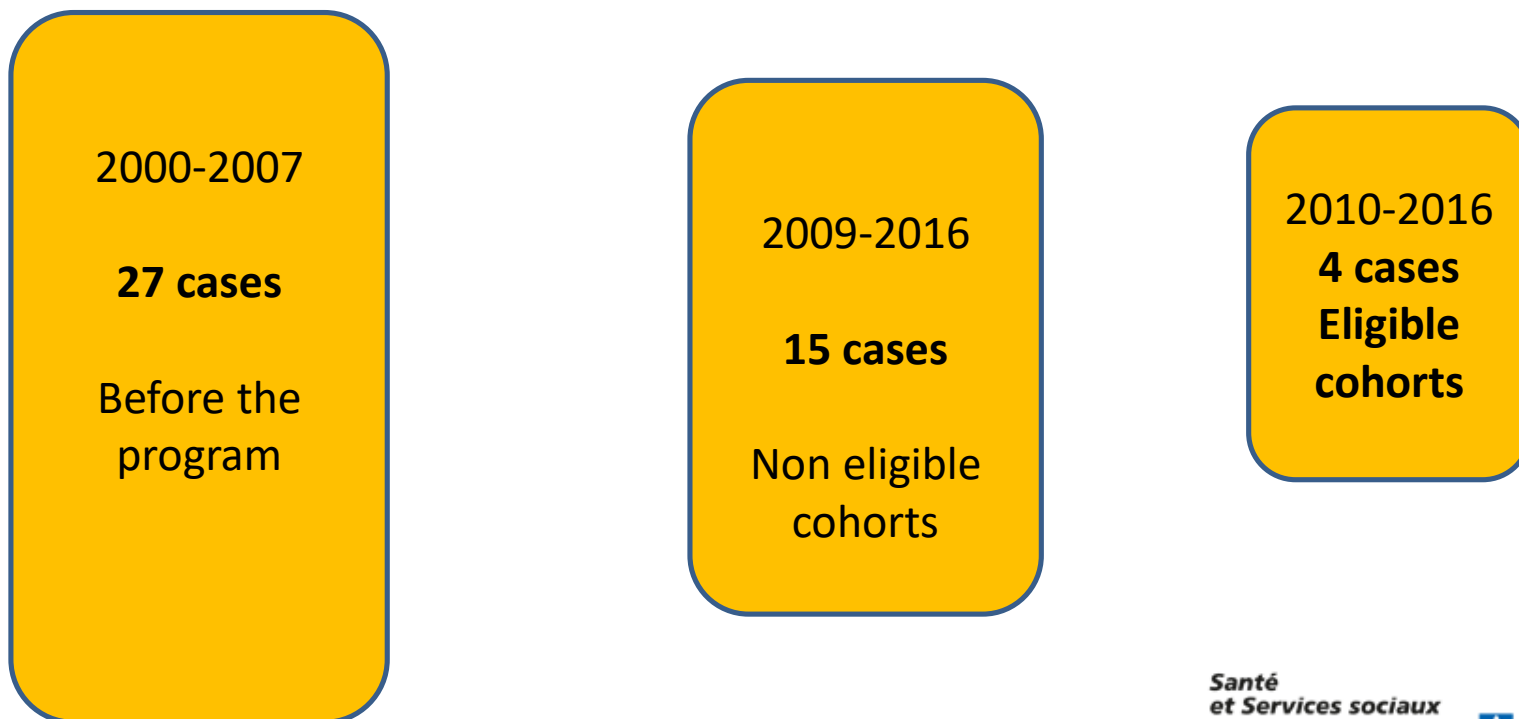 2000-2007
27 cases
Before the
program
2009-2016
15 cases
Non eligible
cohorts
2010-2016
4 cases
Eligible
cohorts
Santé
et Services sociaux